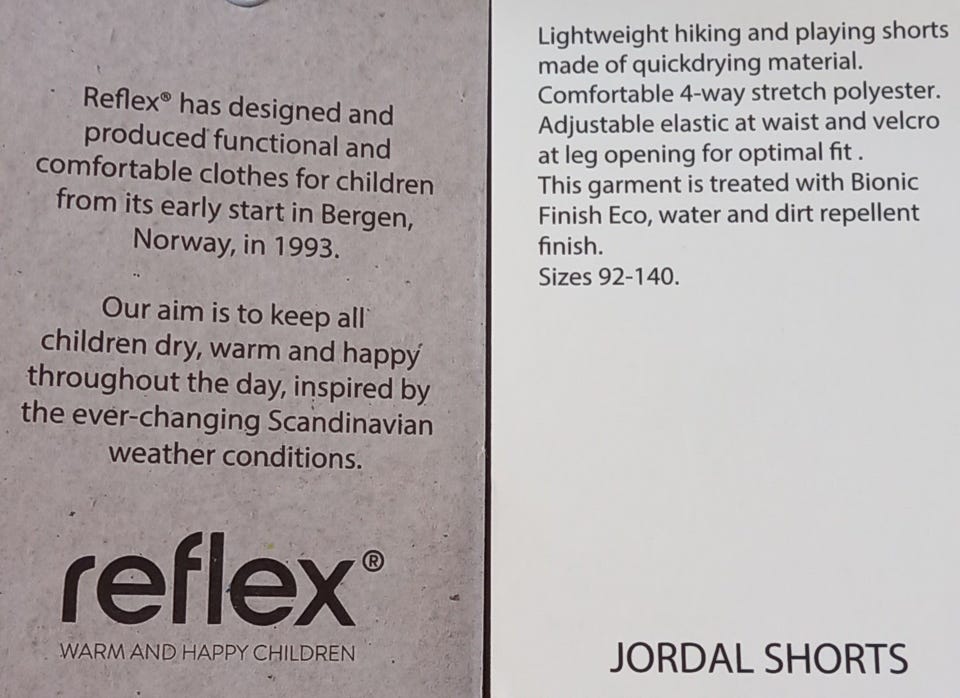 Reflex® has designed and
produced functional and
comfortable clothes for children
from its early start in Bergen,
Norway, in 1993.
Our aim is to keep all
children dry, warm and happy
throughout the day, inspired by
the ever-changing Scandinavian
weather conditions.
reflex®
WARM AND HAPPY CHILDREN
Lightweight hiking and playing shorts
made of quickdrying material.
Comfortable 4-way stretch polyester.
Adjustable elastic at waist and velcro
at leg opening for optimal fit .
This garment is treated with Bionic
Finish Eco, water and dirt repellent
finish.
Sizes 92-140.
JORDAL SHORTS